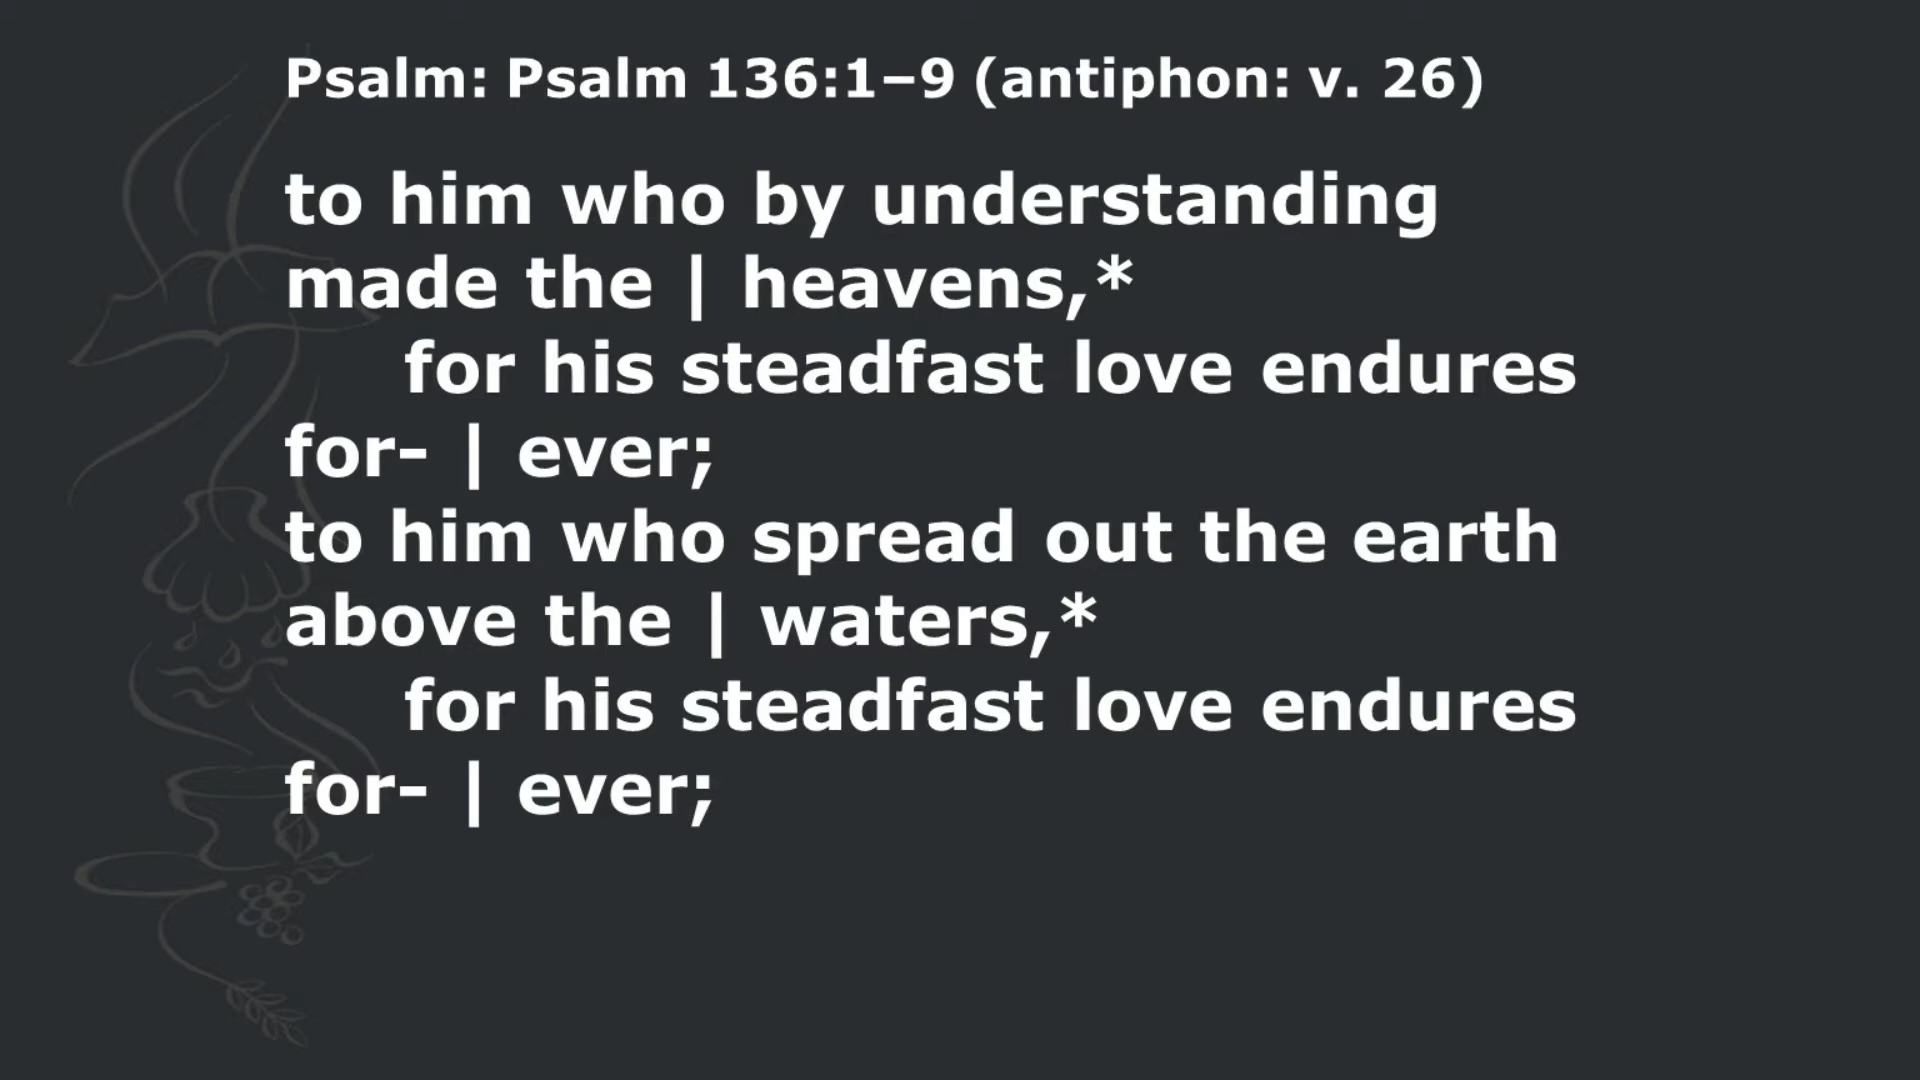 Psalm: Psalm 136:1–9 (antiphon: v. 26)
to him who by understanding
made the | heavens,*
for his steadfast love endures
for- | ever;
to him who spread out the earth
above the | waters,*
for his steadfast love endures
for- | ever;